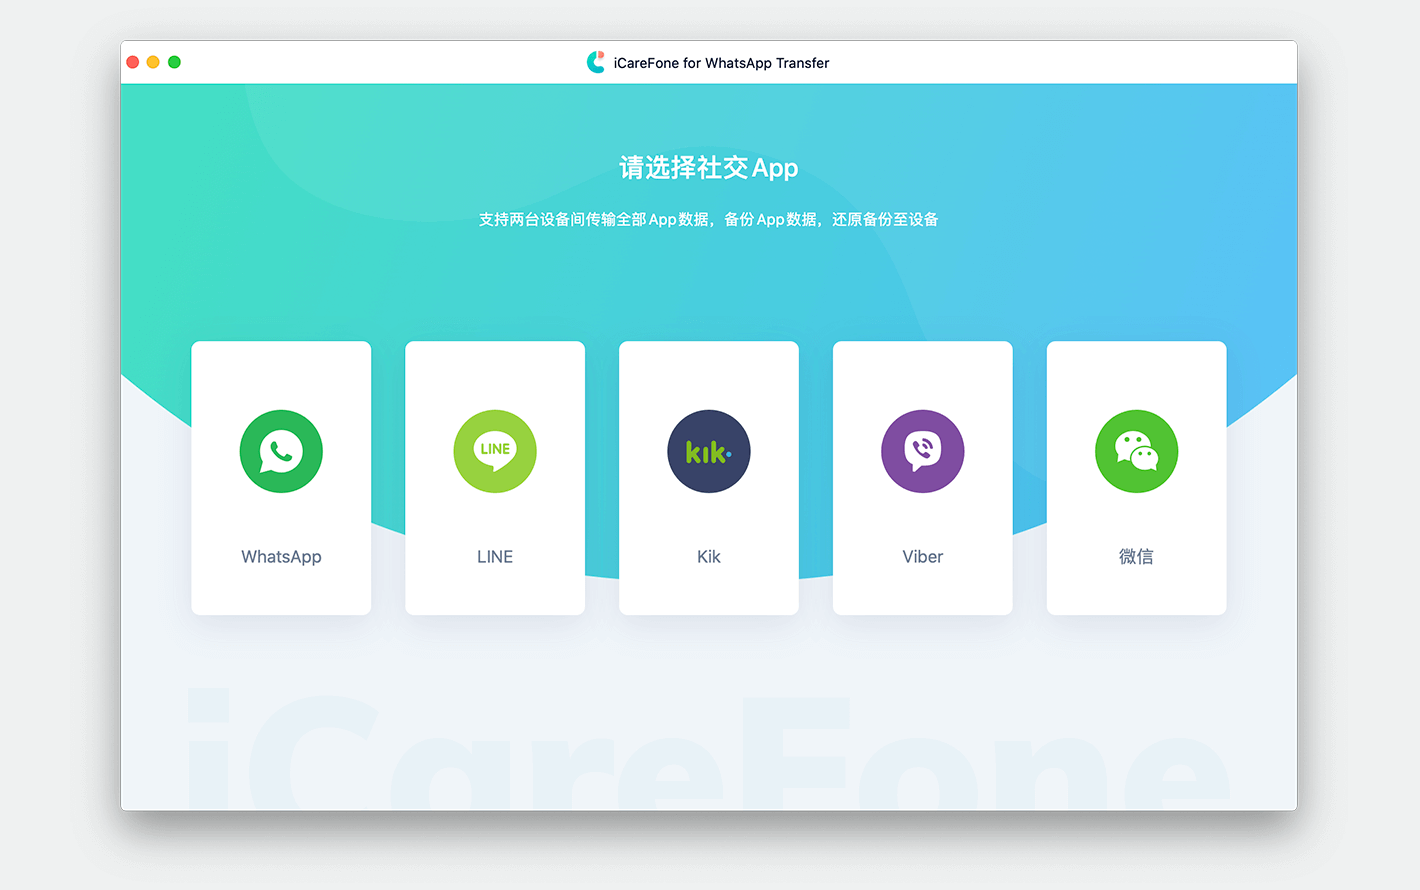 iCareFone for WhatsApp Transfer
请选择社交App
支持两台设备间传输全部App数据，备份App数据，还原备份至设备
LINE
kik.
WhatsApp
LINE
Kik
Viber
微信
iCareFone